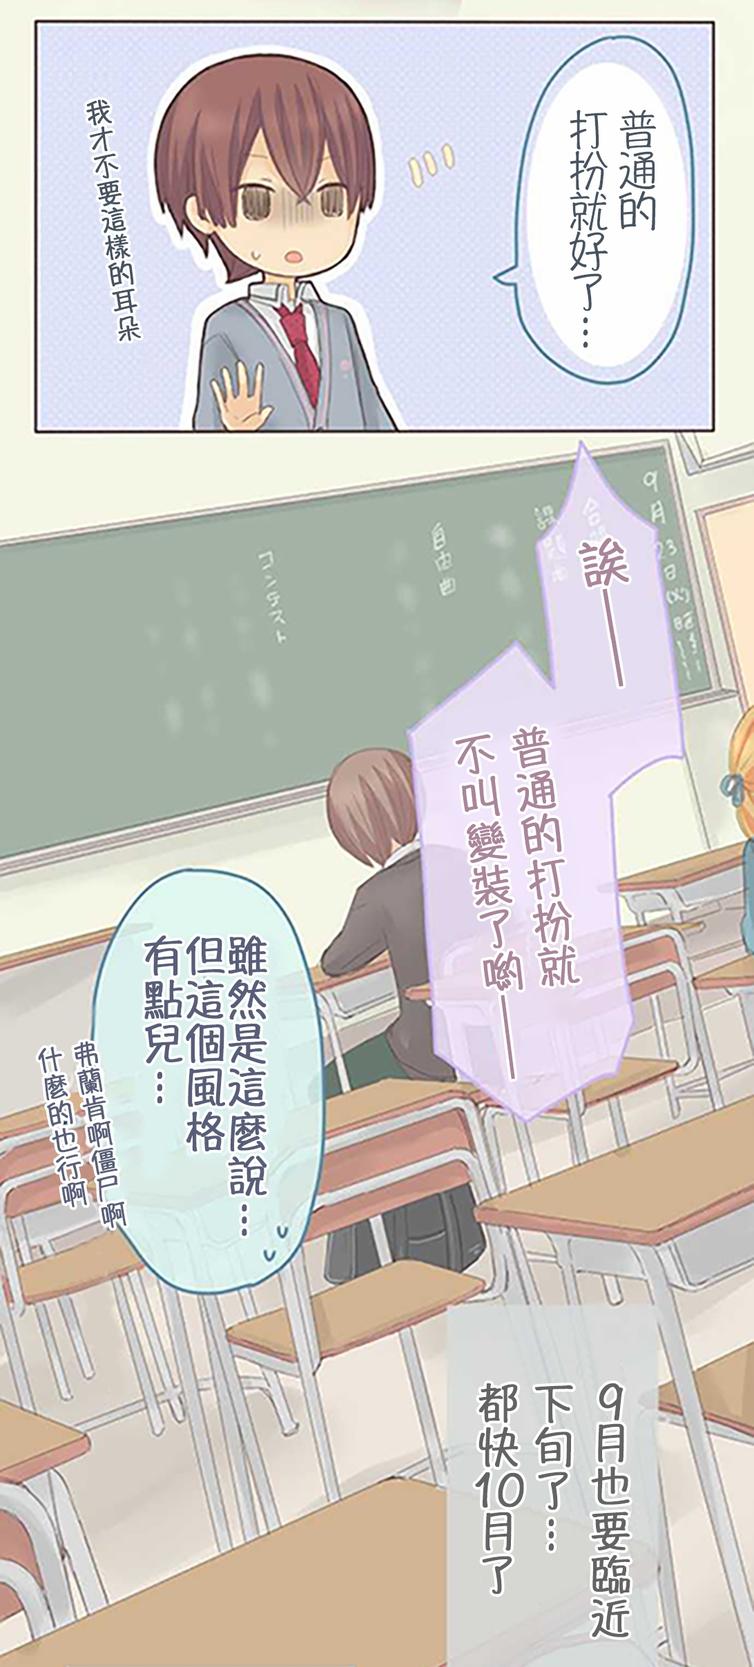 普通的
打扮就好了…
我才不要這樣的耳朵
9月23日(火)
自由曲
コンテスト
誒——
普通的打扮就
不叫變裝了喲——
雖然是這麼說…
但這個風格
有點兒…
弗蘭肯啊僵尸啊
什麼的也行啊
9月也要臨近
下旬了…
都快10月了